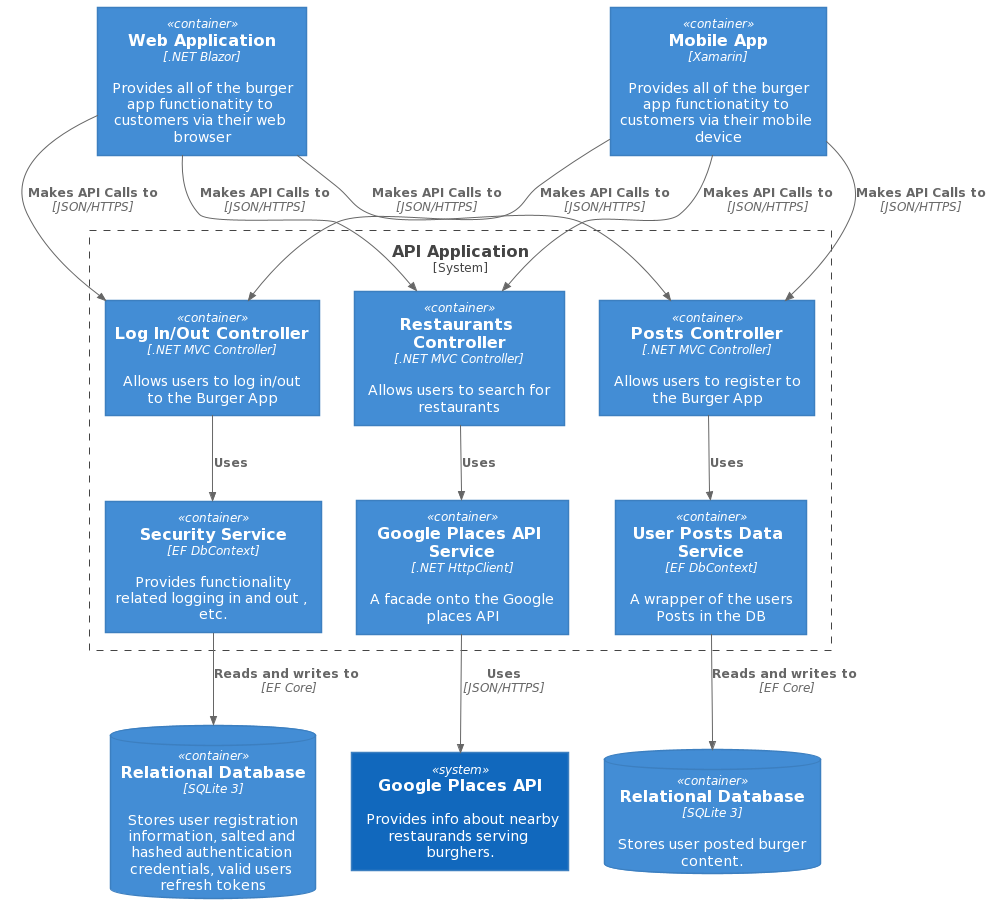 «container»
Web Application
[.NET Blazor]
Provides all of the burger
app functionatity to
customers via their web
browser
«container»
Mobile App
[Xamarin]
Provides all of the burger
app functionatity to
customers via their mobile
device
Makes API Calls to
[JSON/HTTPS]
Makes API Calls to
[JSON/HTTPS]
Makes API Calls to
[JSON/HTTPS]
Makes API Calls to
[JSON/HTTPS]
Makes API Calls to
[JSON/HTTPS]
Makes API Calls to
[JSON/HTTPS]
API Application
[System]
«container»
Log In/Out Controller
[.NET MVC Controller]
Allows users to log in/out
to the Burger App
«container»
Restaurants
Controller
[.NET MVC Controller]
Allows users to search for
restaurants
«container»
Posts Controller
[.NET MVC Controller]
Allows users to register to
the Burger App
Uses
Uses
Uses
«container»
Security Service
[EF DbContext]
Provides functionality
related logging in and out ,
etc.
«container»
Google Places API
Service
[.NET HttpClient]
A facade onto the Google
places API
«container»
User Posts Data
Service
[EF DbContext]
A wrapper of the users
Posts in the DB
Reads and writes to
[EF Core]
Uses
[JSON/HTTPS]
Reads and writes to
[EF Core]
«container»
Relational Database
[SQLite 3]
Stores user registration
information, salted and
hashed authentication
credentials, valid users
refresh tokens
«system»
Google Places API
Provides info about nearby
restaurands serving
burghers.
«container»
Relational Database
[SQLite 3]
Stores user posted burger
content.